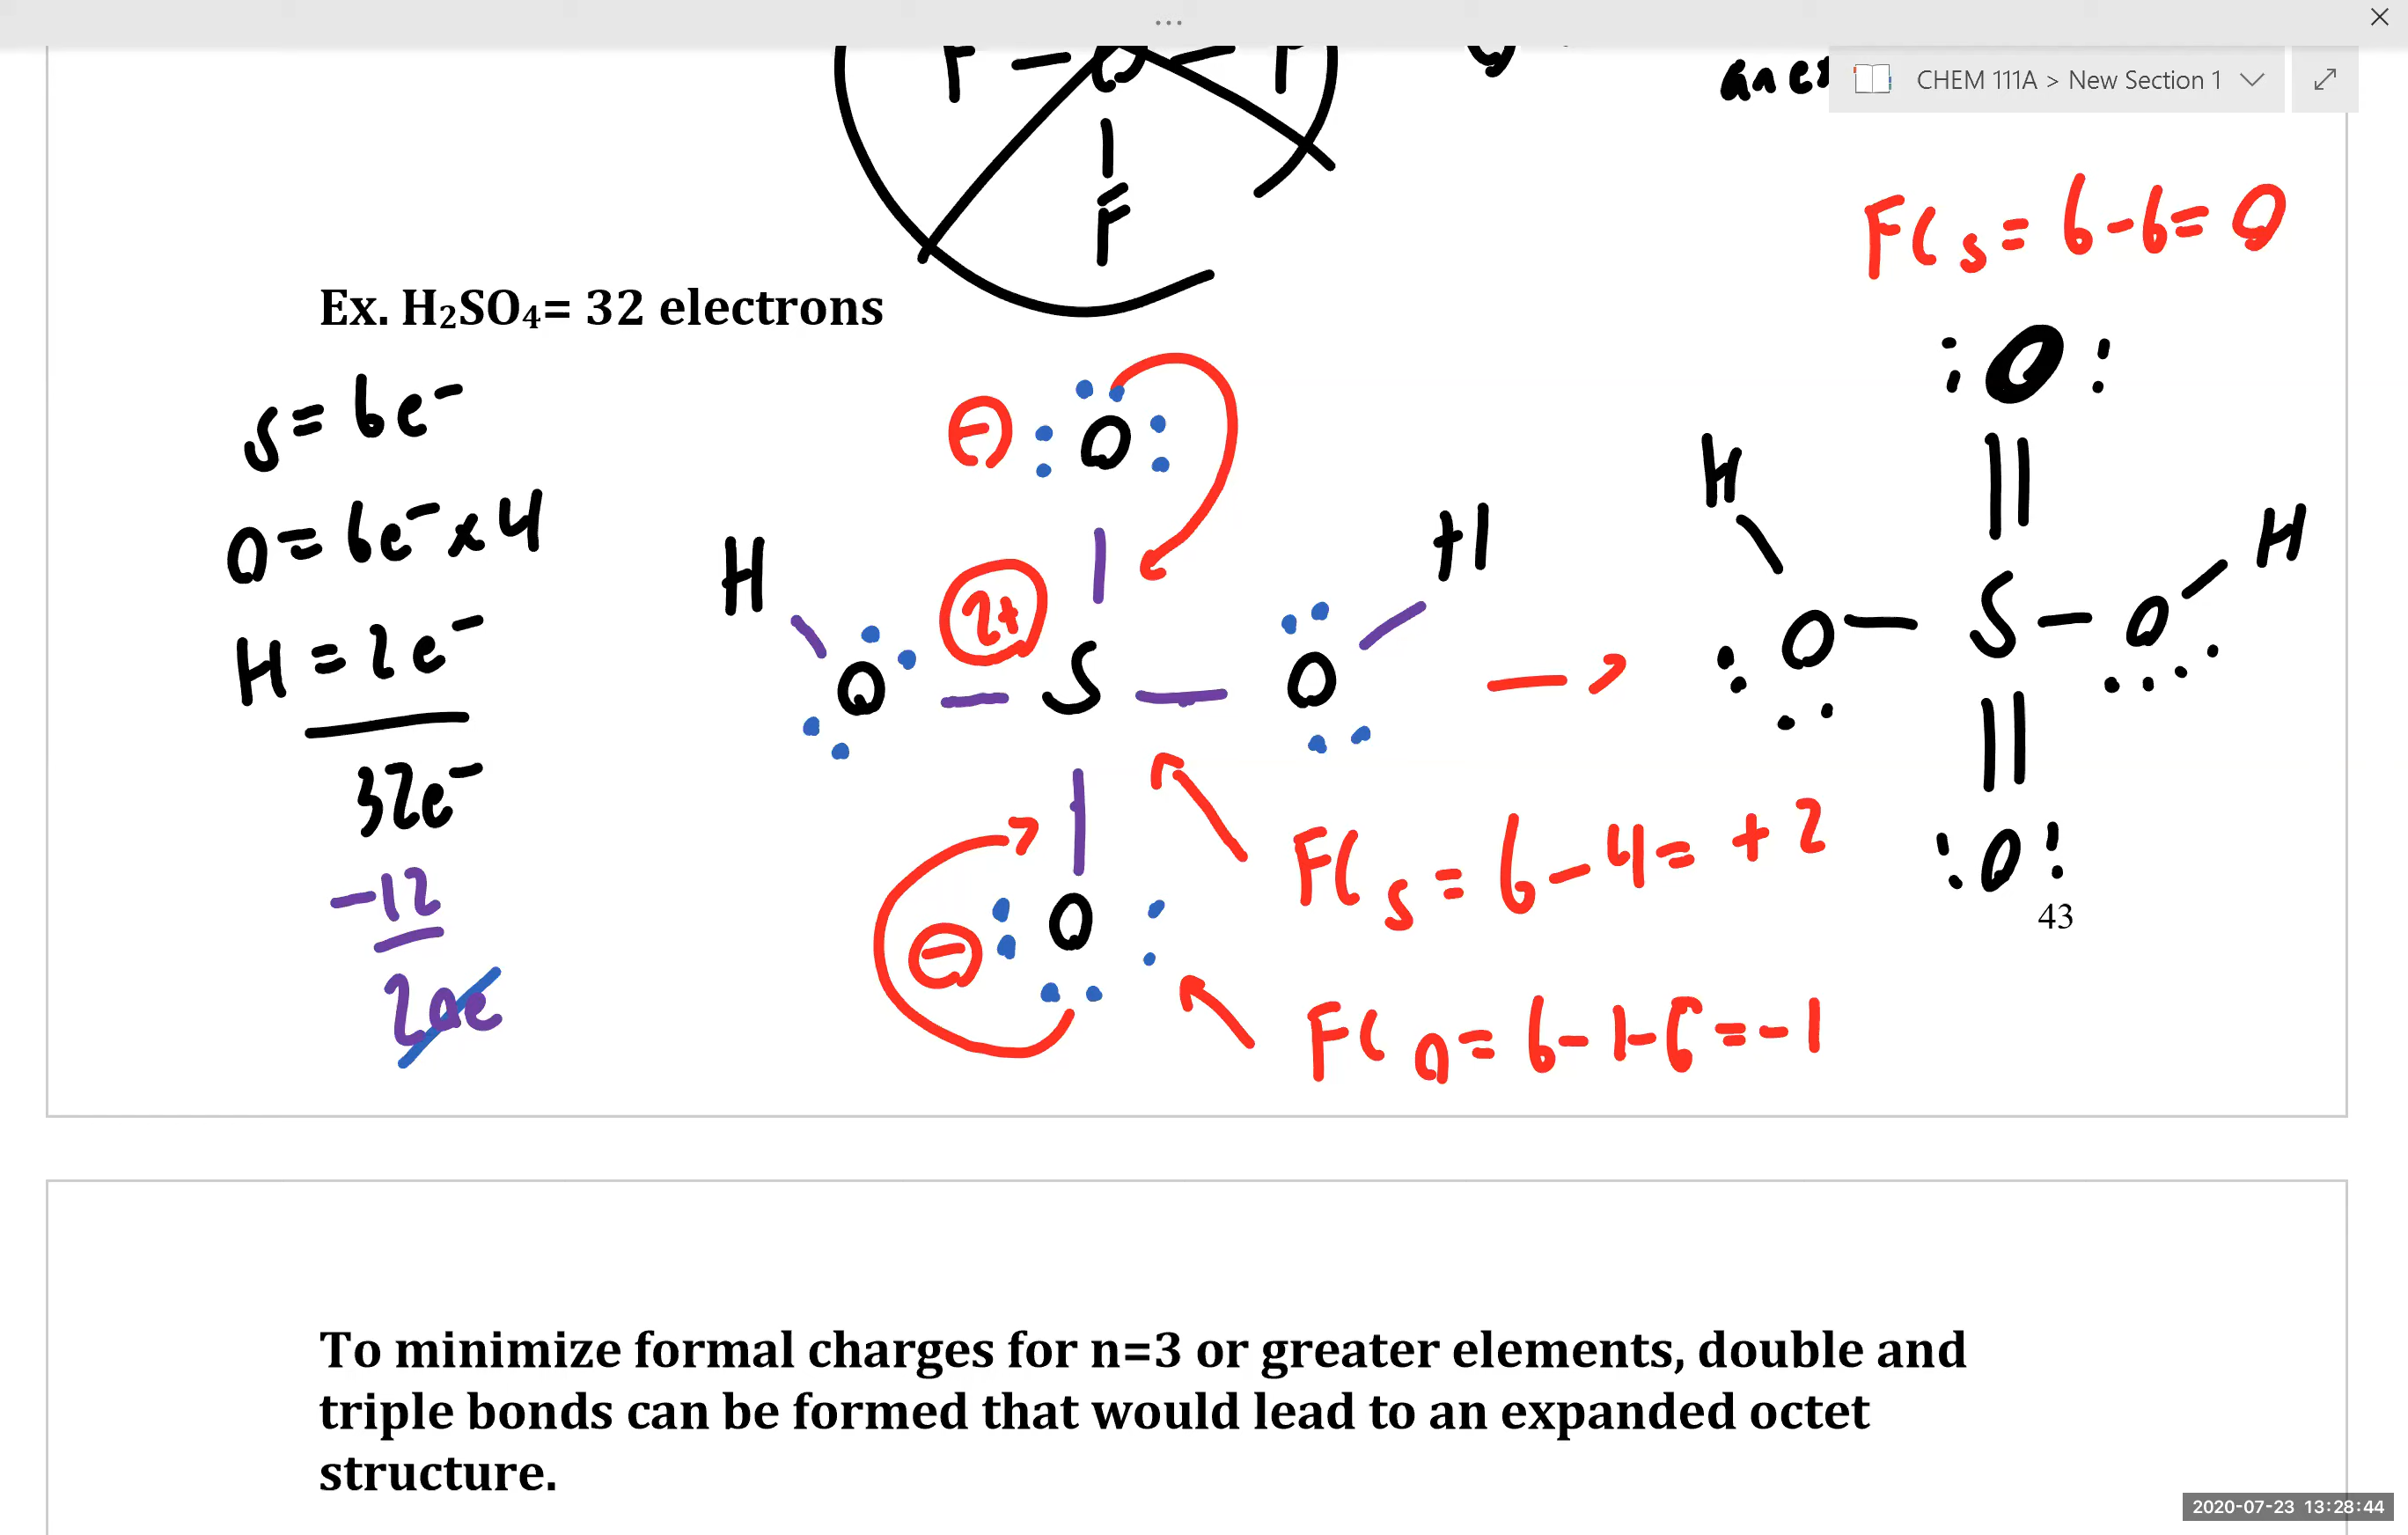 ...
F — — F
CHEM 111A > New Section 1
|
F
FCs = 6-6=0
Ex. H₂SO₄= 32 electrons
S= 6e⁻
O= 6e⁻x4
H = 2e⁻
32e⁻
-12
20e
⊖ :O:
H H
2+
O — S — O →
⊖ :O:
FCs = 6-4= +2
FCO= 6-1-6=-1
:O:
H H
O — S — O
:O:
43
To minimize formal charges for n=3 or greater elements, double and
triple bonds can be formed that would lead to an expanded octet
structure.
2020-07-23 13:28:44